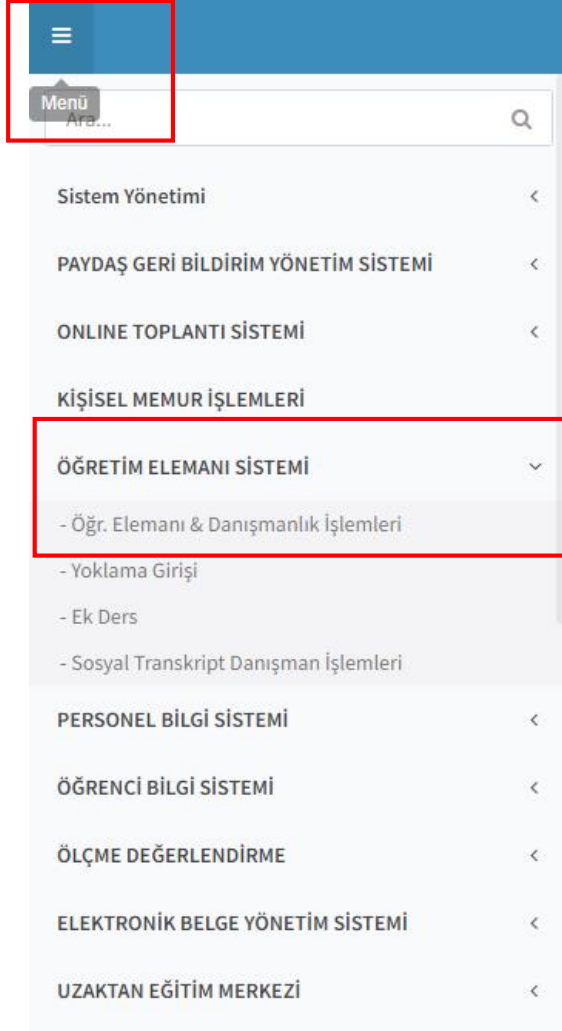 Menü
Ara...
Sistem Yönetimi
PAYDAŞ GERİ BİLDİRİM YÖNETİM SİSTEMİ
ONLINE TOPLANTI SİSTEMİ
KİŞİSEL MEMUR İŞLEMLERİ
ÖĞRETİM ELEMANI SİSTEMİ
- Öğr. Elemanı & Danışmanlık İşlemleri
- Yoklama Girişi
- Ek Ders
- Sosyal Transkript Danışman İşlemleri
PERSONEL BİLGİ SİSTEMİ
ÖĞRENCİ BİLGİ SİSTEMİ
ÖLÇME DEĞERLENDİRME
ELEKTRONİK BELGE YÖNETİM SİSTEMİ
UZAKTAN EĞİTİM MERKEZİ